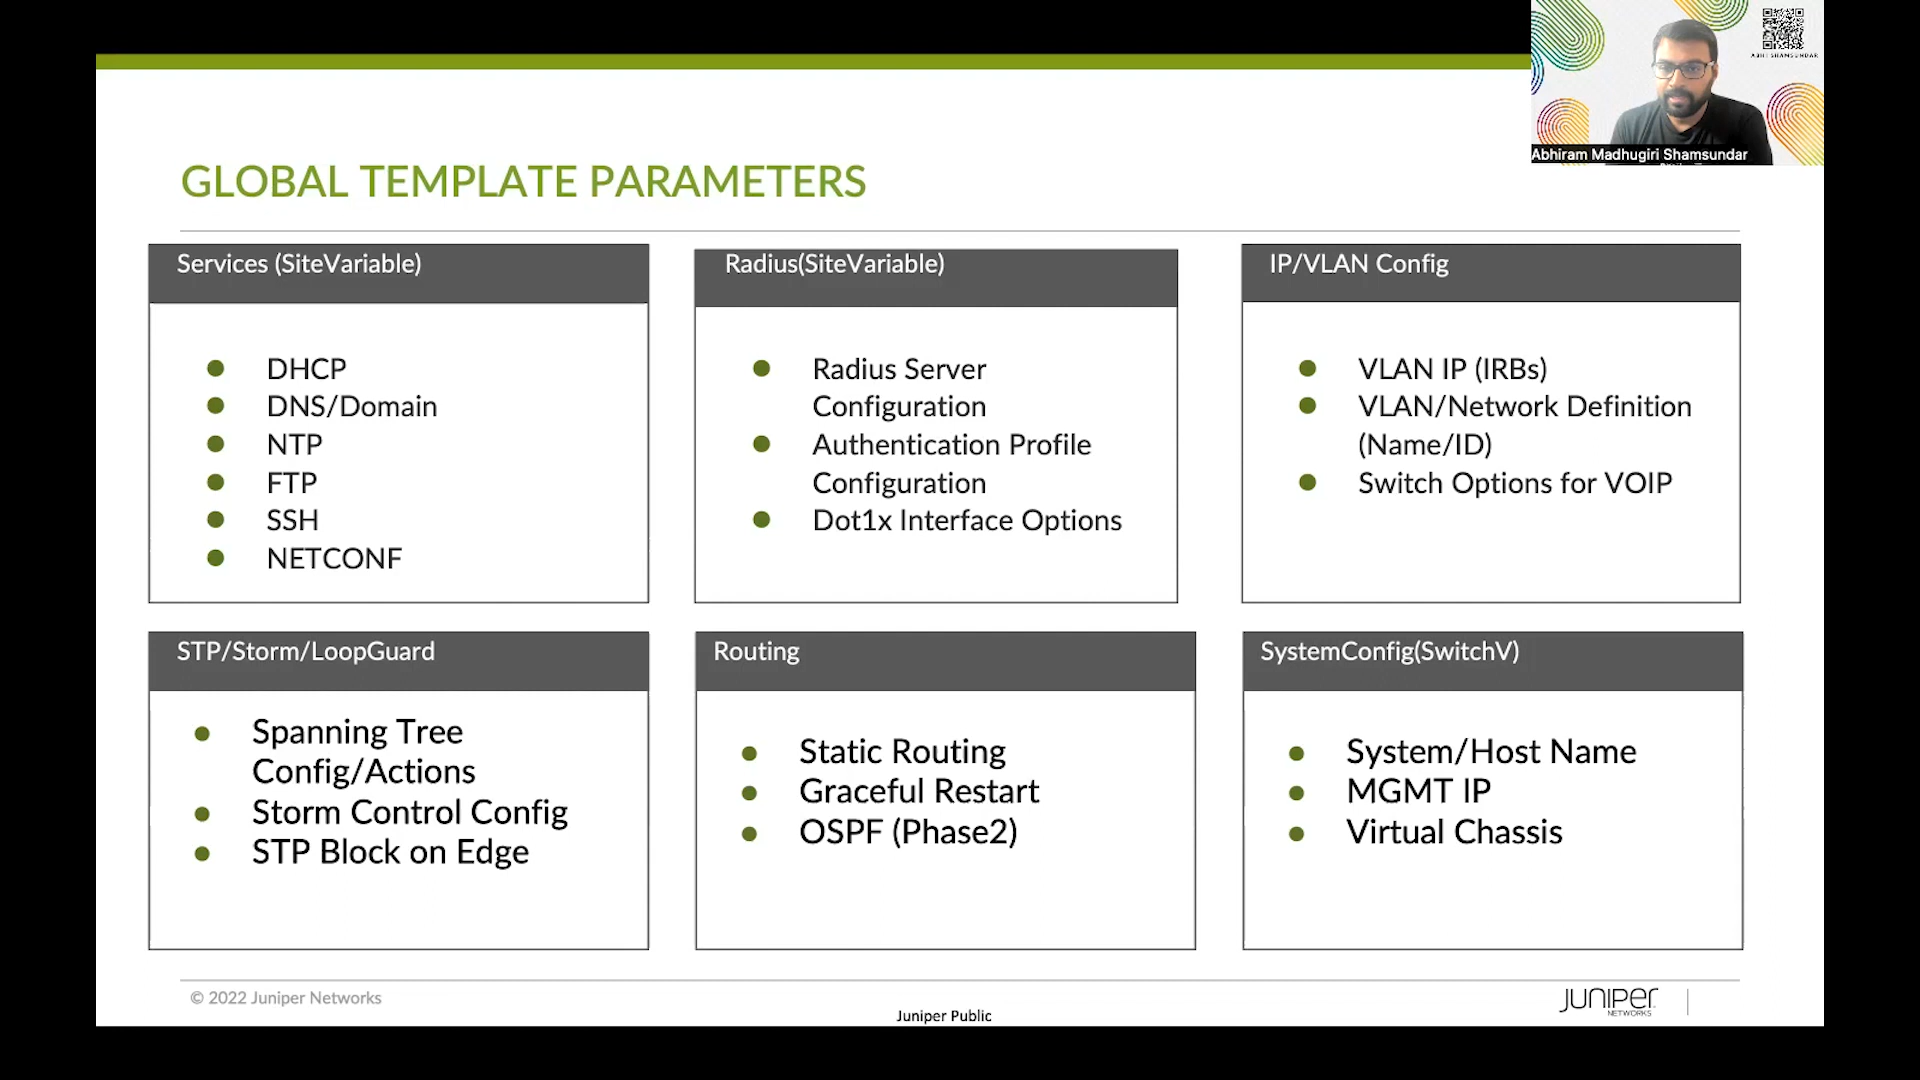 ABHI SHAMSUNDAR
Abhiram Madhugiri Shamsundar
GLOBAL TEMPLATE PARAMETERS
Services (SiteVariable)
DHCP
DNS/Domain
NTP
FTP
SSH
NETCONF
Radius(SiteVariable)
Radius Server
Configuration
Authentication Profile
Configuration
Dot1x Interface Options
IP/VLAN Config
VLAN IP (IRBs)
VLAN/Network Definition
(Name/ID)
Switch Options for VOIP
STP/Storm/LoopGuard
Spanning Tree
Config/Actions
Storm Control Config
STP Block on Edge
Routing
Static Routing
Graceful Restart
OSPF (Phase2)
SystemConfig(SwitchV)
System/Host Name
MGMT IP
Virtual Chassis
© 2022 Juniper Networks
Juniper Public
JUNIPER
NETWORKS